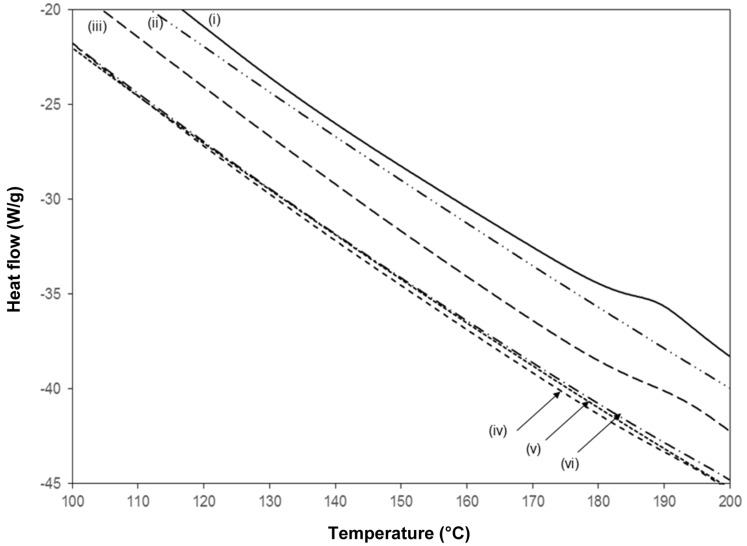 -20
(iii)
(ii)
(i)
-25
-30
-35
-40
-45
Heat flow (W/g)
(iv)
(v)
(vi)
100 110 120 130 140 150 160 170 180 190 200
Temperature (°C)